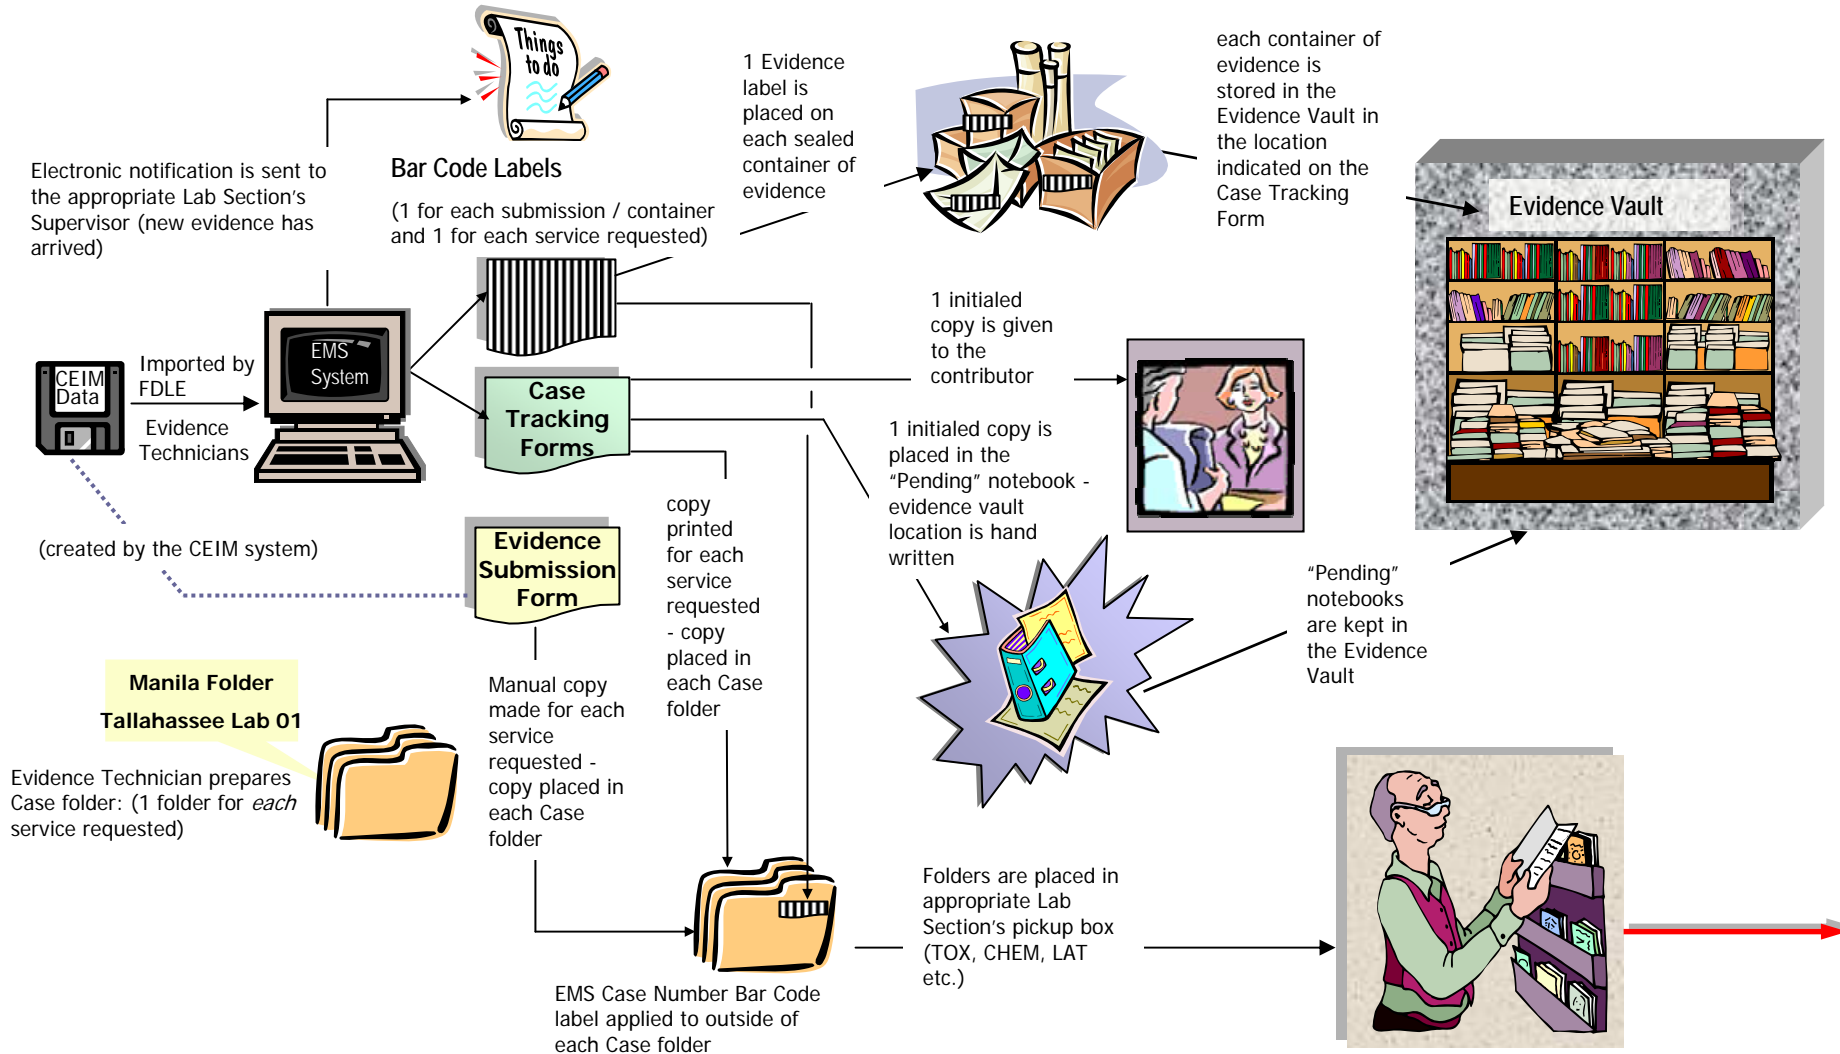 Things
to do
Electronic notification is sent to
the appropriate Lab Section's
Supervisor (new evidence has
arrived)
Bar Code Labels
(1 for each submission / container
and 1 for each service requested)
1 Evidence
label is
placed on
each sealed
container of
evidence
each container of
evidence is
stored in the
Evidence Vault in
the location
indicated on the
Case Tracking
Form
Evidence Vault
CEIM
Data
Imported by
FDLE
Evidence
Technicians
EMS
System
Case
Tracking
Forms
1 initialed
copy is given
to the
contributor
1 initialed copy is
placed in the
“Pending” notebook -
evidence vault
location is hand
written
(created by the CEIM system)
Evidence
Submission
Form
copy
printed
for each
service
requested
- copy
placed in
each Case
folder
“Pending”
notebooks
are kept in
the Evidence
Vault
Manila Folder
Tallahassee Lab 01
Evidence Technician prepares
Case folder: (1 folder for each
service requested)
Manual copy
made for each
service
requested -
copy placed in
each Case
folder
Folders are placed in
appropriate Lab
Section's pickup box
(TOX, CHEM, LAT
etc.)
EMS Case Number Bar Code
label applied to outside of
each Case folder